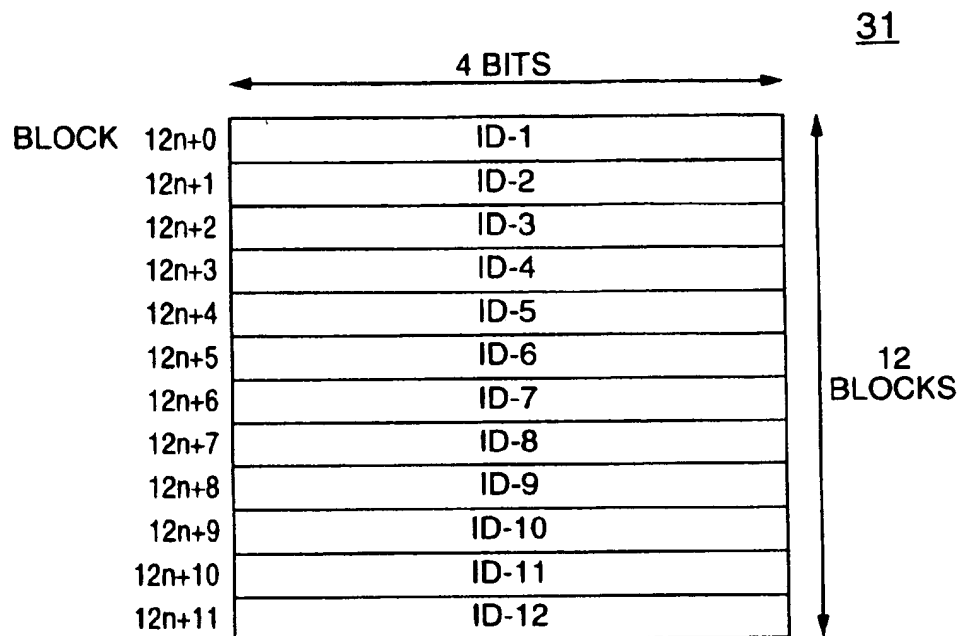 31
4 BITS
BLOCK 12n+0 ID-1
12n+1 ID-2
12n+2 ID-3
12n+3 ID-4
12n+4 ID-5
12n+5 ID-6
12n+6 ID-7
12n+7 ID-8
12n+8 ID-9
12n+9 ID-10
12n+10 ID-11
12n+11 ID-12
12
BLOCKS